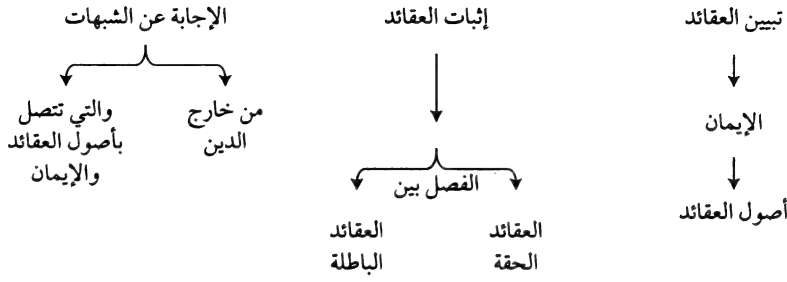 تبيين العقائد
إثبات العقائد
الإجابة عن الشبهات
الإيمان
أصول العقائد
الفصل بين
العقائد
الحقة
العقائد
الباطلة
من خارج
الدين
والتي تتصل
بأصول العقائد
والإيمان